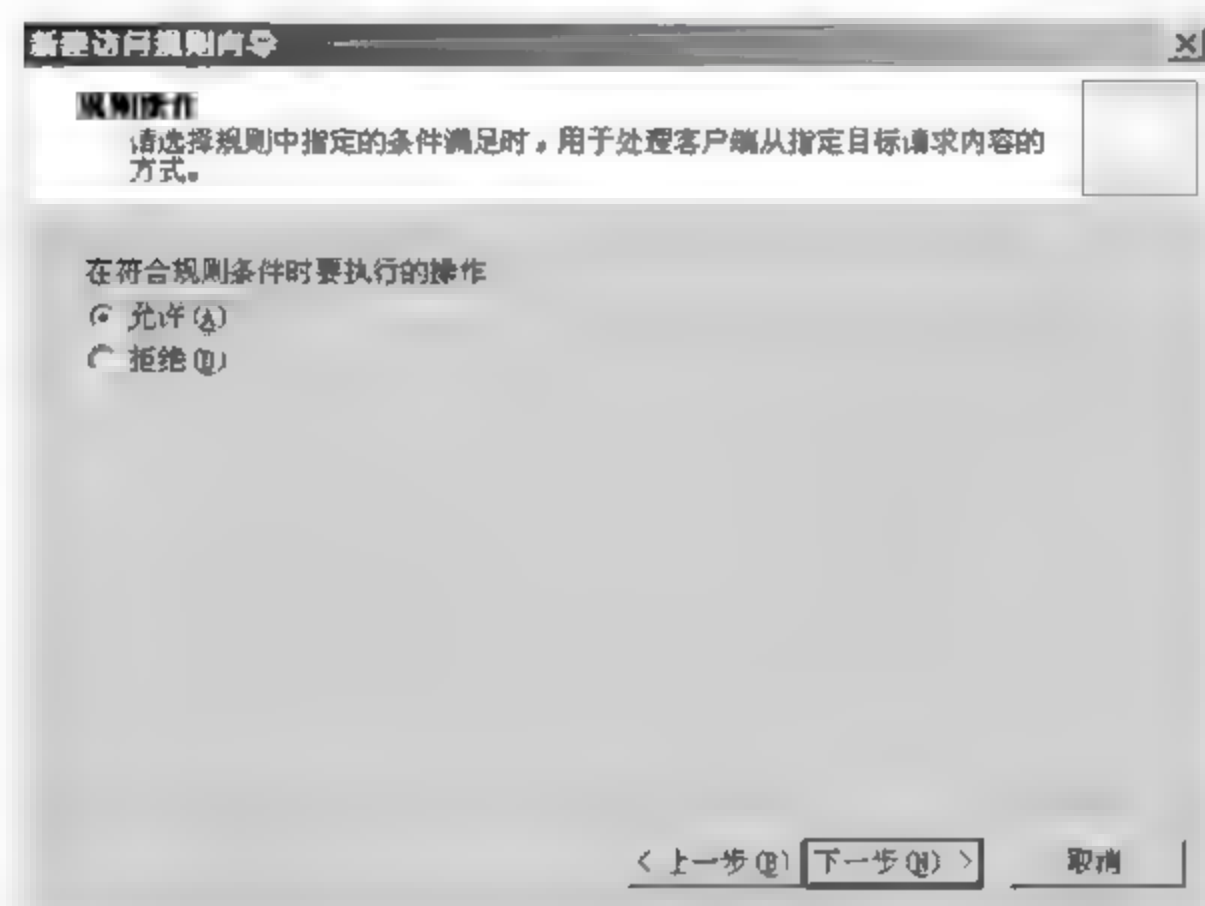 新建访问规则向导
规则操作
请选择规则中指定的条件满足时，用于处理客户端从指定目标请求内容的
方式。
在符合规则条件时要执行的操作
允许(A)
拒绝(D)
< 上一步(B) 下一步(N) > 取消